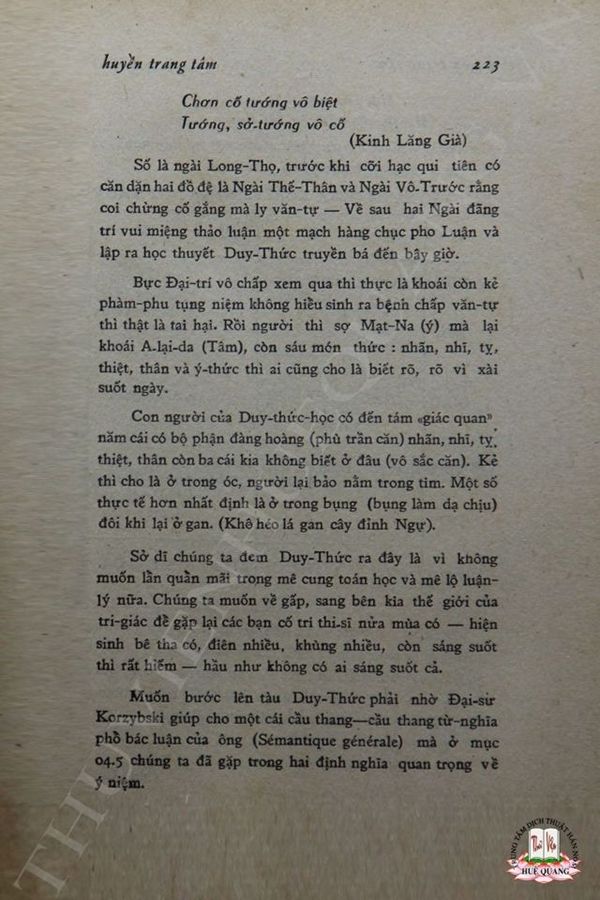 huyền trang tâm 223
Chơn cố tướng vô biệt
Tướng, sở-tướng vô cố
(Kinh Lăng Già)
Số là ngài Long-Thọ, trước khi cỡi hạc qui tiên có
căn dặn hai đồ đệ là Ngài Thế-Thân và Ngài Vô-Trước rằng
coi chừng cố gắng mà ly văn-tự — Về sau hai Ngài đãng
trí vui miệng thảo luận một mạch hàng chục pho Luận và
lập ra học thuyết Duy-Thức truyền bá đến bây giờ.
Bực Đại-trí vô chấp xem qua thì thực là khoái còn kẻ
phàm-phu tụng niệm không hiểu sinh ra bệnh chấp văn-tự
thì thật là tai hại. Rồi người thì sợ Mạt-Na (ý) mà lại
khoái A-lại-da (Tâm), còn sáu món thức : nhãn, nhĩ, tỵ,
thiệt, thân và ý-thức thì ai cũng cho là biết rõ, rõ vì xài
suốt ngày.
Con người của Duy-thức-học có đến tám «giác quan»
năm cái có bộ phận đàng hoàng (phù trần căn) nhãn, nhĩ, tỵ,
thiệt, thân còn ba cái kia không biết ở đâu (vô sắc căn). Kẻ
thì cho là ở trong óc, người lại bảo nằm trong tim. Một số
thực tế hơn nhất định là ở trong bụng (bụng làm dạ chịu)
đôi khi lại ở gan. (Khô héo lá gan cây đỉnh Ngự).
Sở dĩ chúng ta đem Duy-Thức ra đây là vì không
muốn lần quần mãi trong mê cung toán học và mê lộ luận-
lý nữa. Chúng ta muốn về gấp, sang bên kia thế giới của
tri-giác để gặp lại các bạn cố tri thi-sĩ nửa mùa có — hiện
sinh bê tha có, điên nhiều, khùng nhiều, còn sáng suốt
thì rất hiếm — hầu như không có ai sáng suốt cả.
Muốn bước lên tàu Duy-Thức phải nhờ Đại-sư
Korzybski giúp cho một cái cầu thang—cầu thang từ-nghĩa
phổ bác luận của ông (Sémantique générale) mà ở mục
04.5 chúng ta đã gặp trong hai định nghĩa quan trọng về
ý niệm.
TRUNG TÂM DỊCH THUẬT HÁN NÔM
HUỆ QUANG